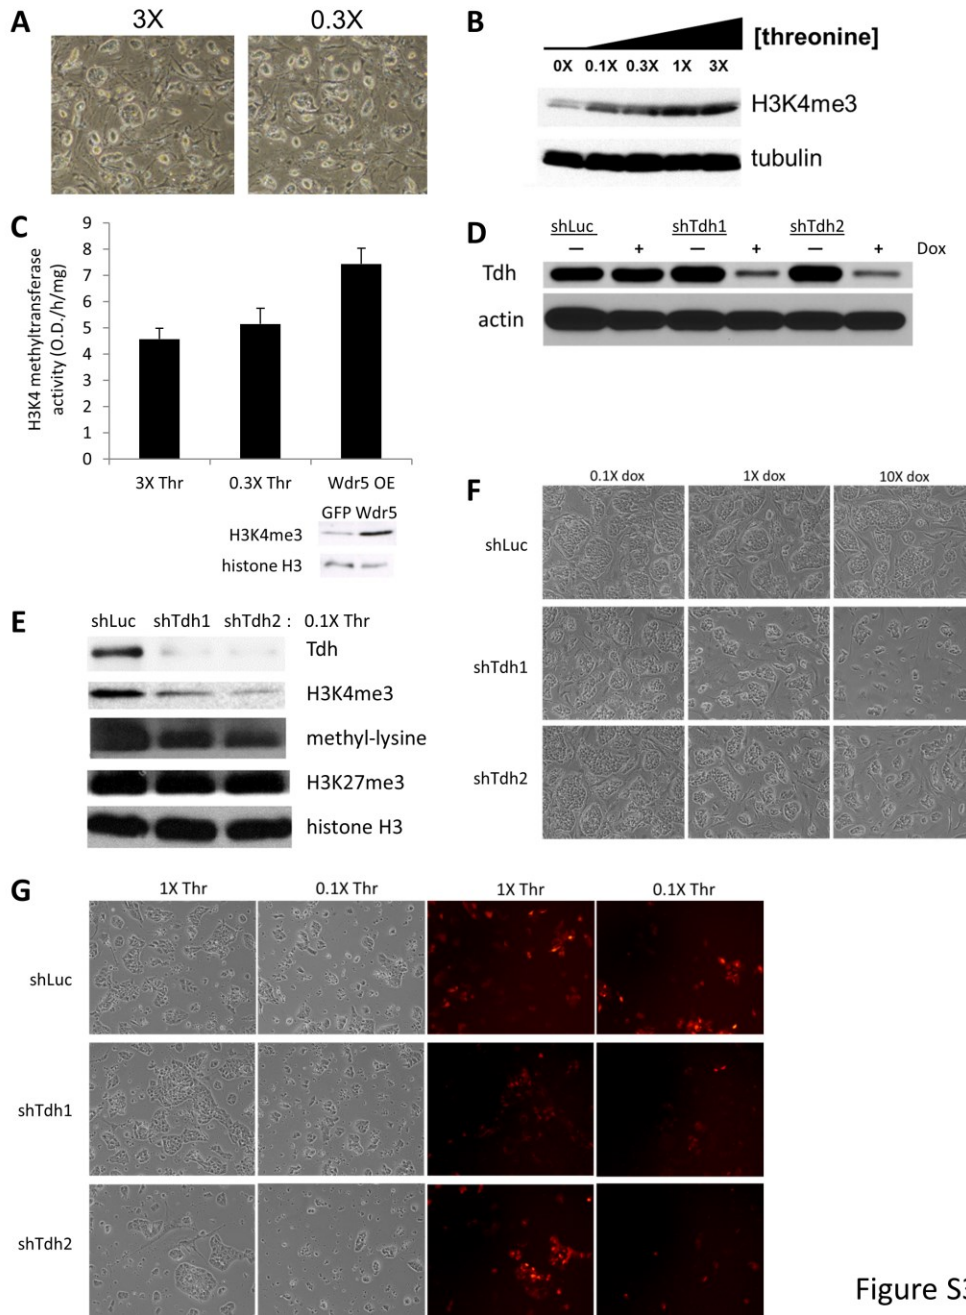 A
3X 0.3X
B
[threonine]
0X 0.1X 0.3X 1X 3X
H3K4me3
tubulin
C
H3K4 methyltransferase
activity (O.D./h/mg)
9
8
7
6
5
4
3
2
1
0
3X Thr 0.3X Thr Wdr5 OE
GFP Wdr5
H3K4me3
histone H3
D
shLuc shTdh1 shTdh2
— + — + — + Dox
Tdh
actin
E
shLuc shTdh1 shTdh2 : 0.1X Thr
Tdh
H3K4me3
methyl-lysine
H3K27me3
histone H3
F
0.1X dox 1X dox 10X dox
shLuc
shTdh1
shTdh2
G
1X Thr 0.1X Thr 1X Thr 0.1X Thr
shLuc
shTdh1
shTdh2
Figure S3